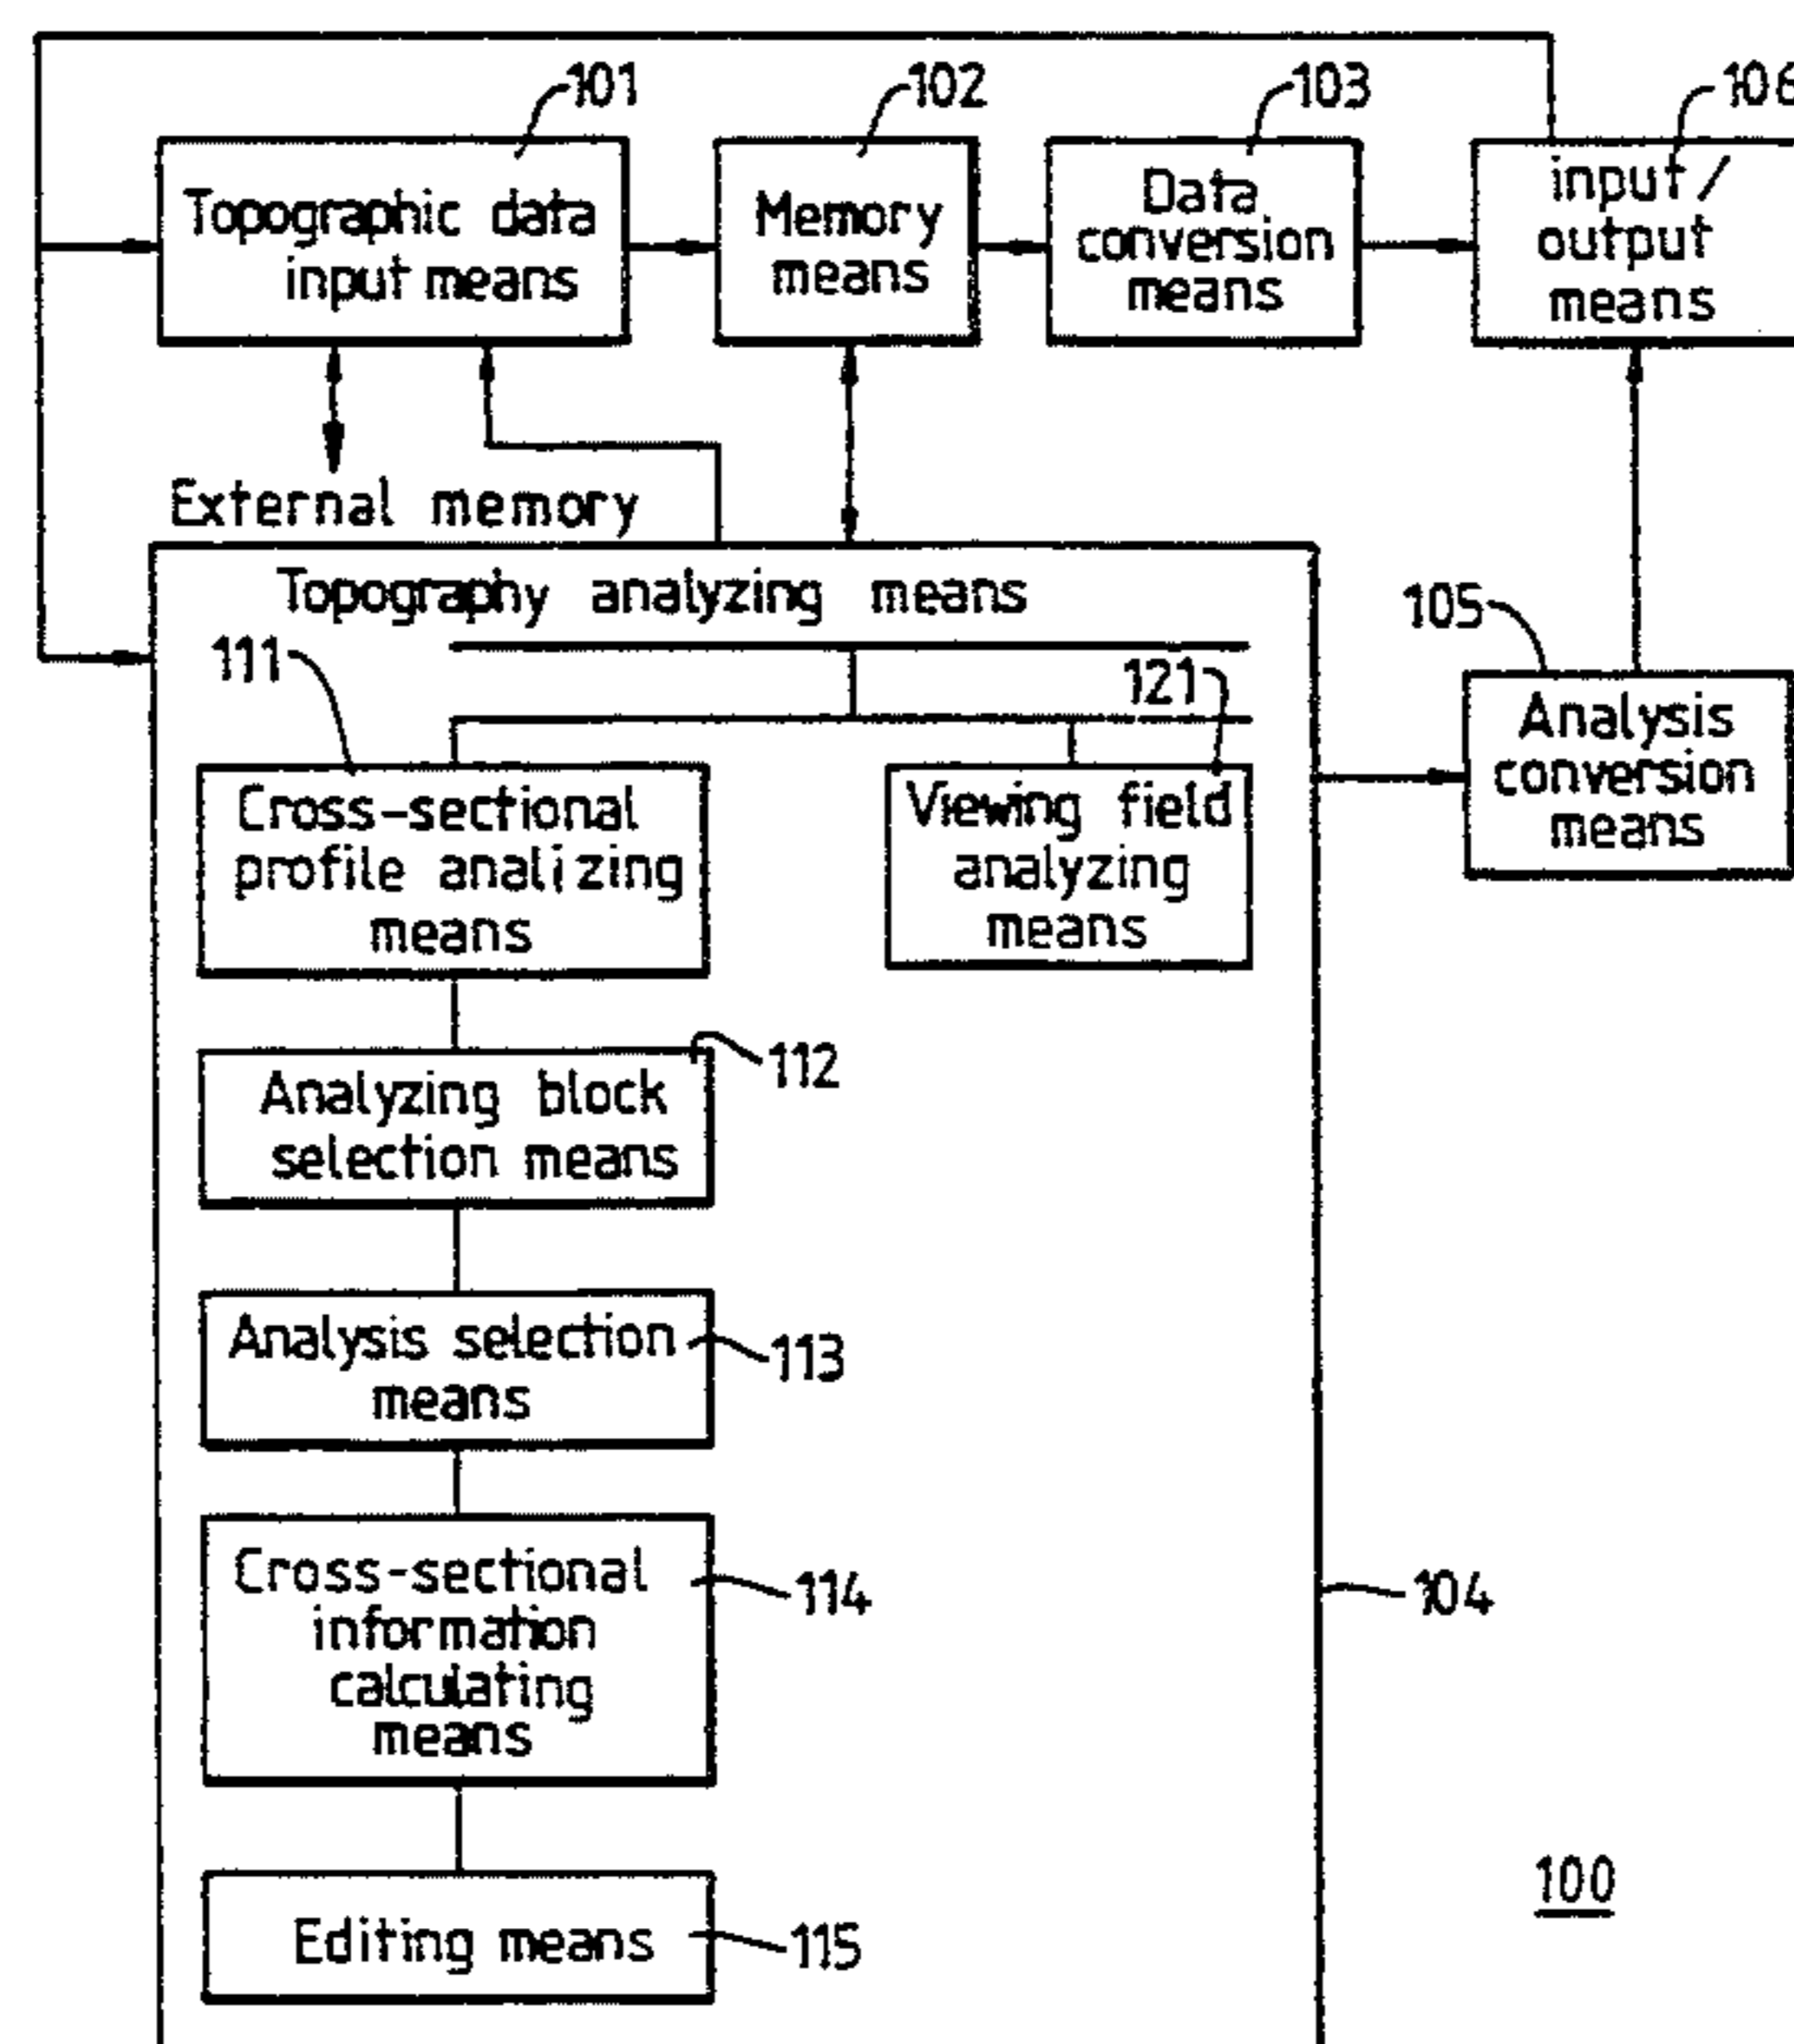 101
102
103
106
Topographic data
input means
Memory
means
Data
conversion
means
input/
output
means
External memory
Topography analyzing means
111
121
105
Cross-sectional
profile analizing
means
Viewing field
analyzing
means
Analysis
conversion
means
112
Analyzing block
selection means
Analysis selection
means
113
Cross-sectional
information
calculating
means
114
104
Editing means
115
100